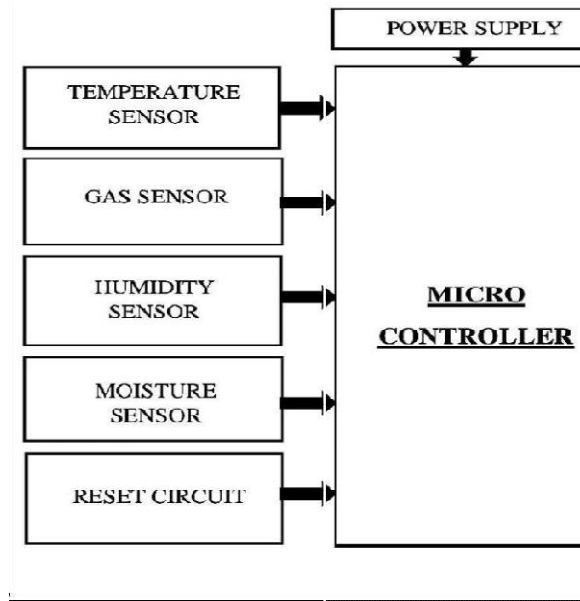 POWER SUPPLY
TEMPERATURE
SENSOR
GAS SENSOR
HUMIDITY
SENSOR
MOISTURE
SENSOR
RESET CIRCUIT
MICRO
CONTROLLER